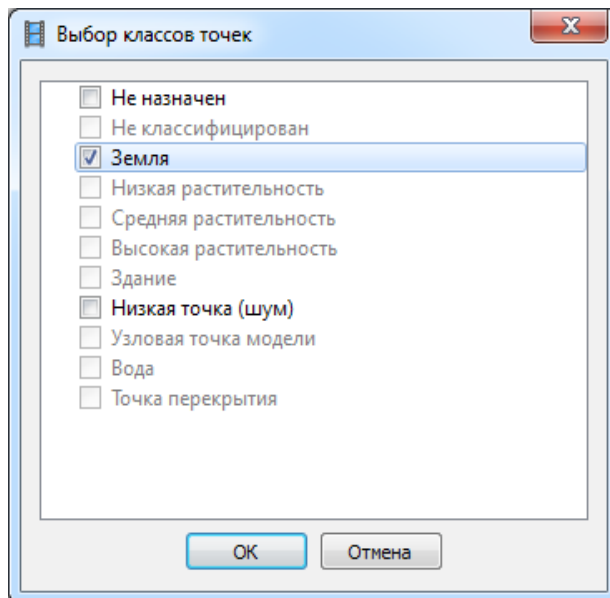 Выбор классов точек
Не назначен
Не классифицирован
Земля
Низкая растительность
Средняя растительность
Высокая растительность
Здание
Низкая точка (шум)
Узловая точка модели
Вода
Точка перекрытия
OK Отмена